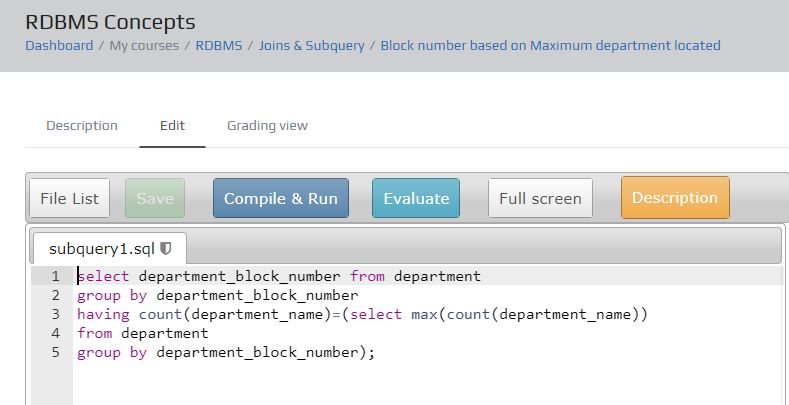 RDBMS Concepts
Dashboard / My courses / RDBMS / Joins & Subquery / Block number based on Maximum department located
Description Edit Grading view
File List Save Compile & Run Evaluate Full screen Description
subquery1.sql
1 select department_block_number from department
2 group by department_block_number
3 having count(department_name)=(select max(count(department_name))
4 from department
5 group by department_block_number);